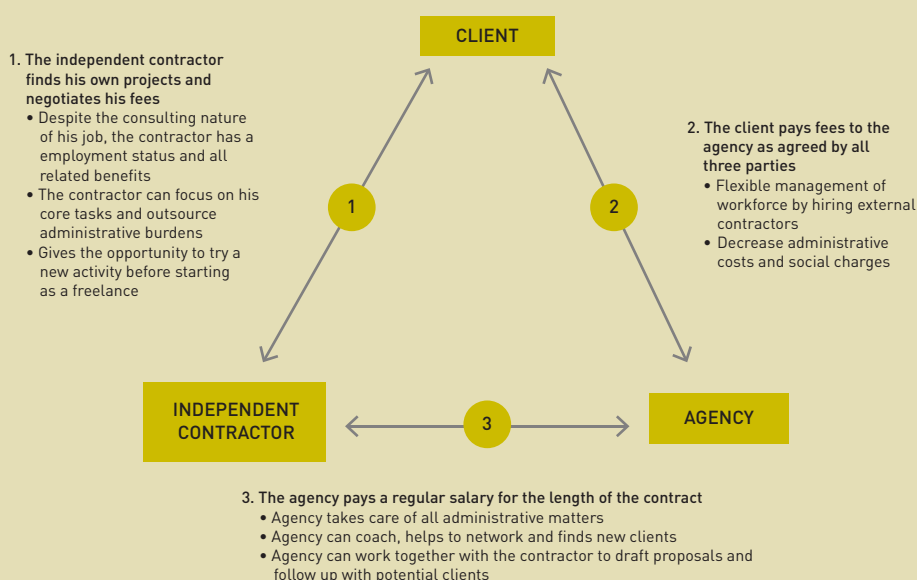 CLIENT
1. The independent contractor
finds his own projects and
negotiates his fees
• Despite the consulting nature
of his job, the contractor has a
employment status and all
related benefits
• The contractor can focus on his
core tasks and outsource
administrative burdens
• Gives the opportunity to try a
new activity before starting
as a freelance
1
2. The client pays fees to the
agency as agreed by all
three parties
• Flexible management of
workforce by hiring external
contractors
• Decrease administrative
costs and social charges
2
INDEPENDENT
CONTRACTOR
3
AGENCY
3. The agency pays a regular salary for the length of the contract
• Agency takes care of all administrative matters
• Agency can coach, helps to network and finds new clients
• Agency can work together with the contractor to draft proposals and
follow up with potential clients